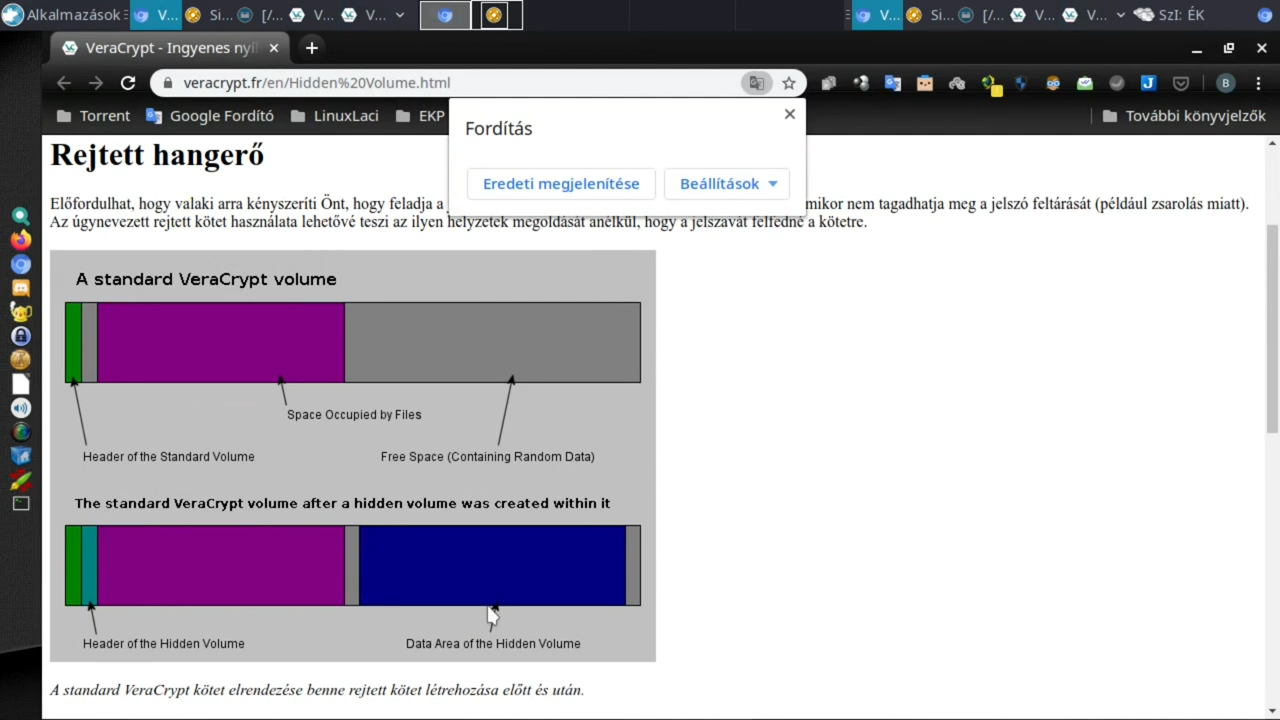 Alkalmazások V... Si... [/... V... V... V... Si... [/... V... V... SzI: ÉK
VeraCrypt - Ingyenes nyíl
veracrypt.fr/en/Hidden%20Volume.html
B
J
Torrent Google Fordító LinuxLaci EKP További könyvjelzők
Fordítás
Eredeti megjelenítése Beállítások
Rejtett hangerő
Előfordulhat, hogy valaki arra kényszeríti Önt, hogy feladja a mikor nem tagadhatja meg a jelszó feltárását (például zsarolás miatt).
Az úgynevezett rejtett kötet használata lehetővé teszi az ilyen helyzetek megoldását anélkül, hogy a jelszavát felfedné a kötetre.
A standard VeraCrypt volume
Space Occupied by Files
Header of the Standard Volume Free Space (Containing Random Data)
The standard VeraCrypt volume after a hidden volume was created within it
Header of the Hidden Volume Data Area of the Hidden Volume
A standard VeraCrypt kötet elrendezése benne rejtett kötet létrehozása előtt és után.